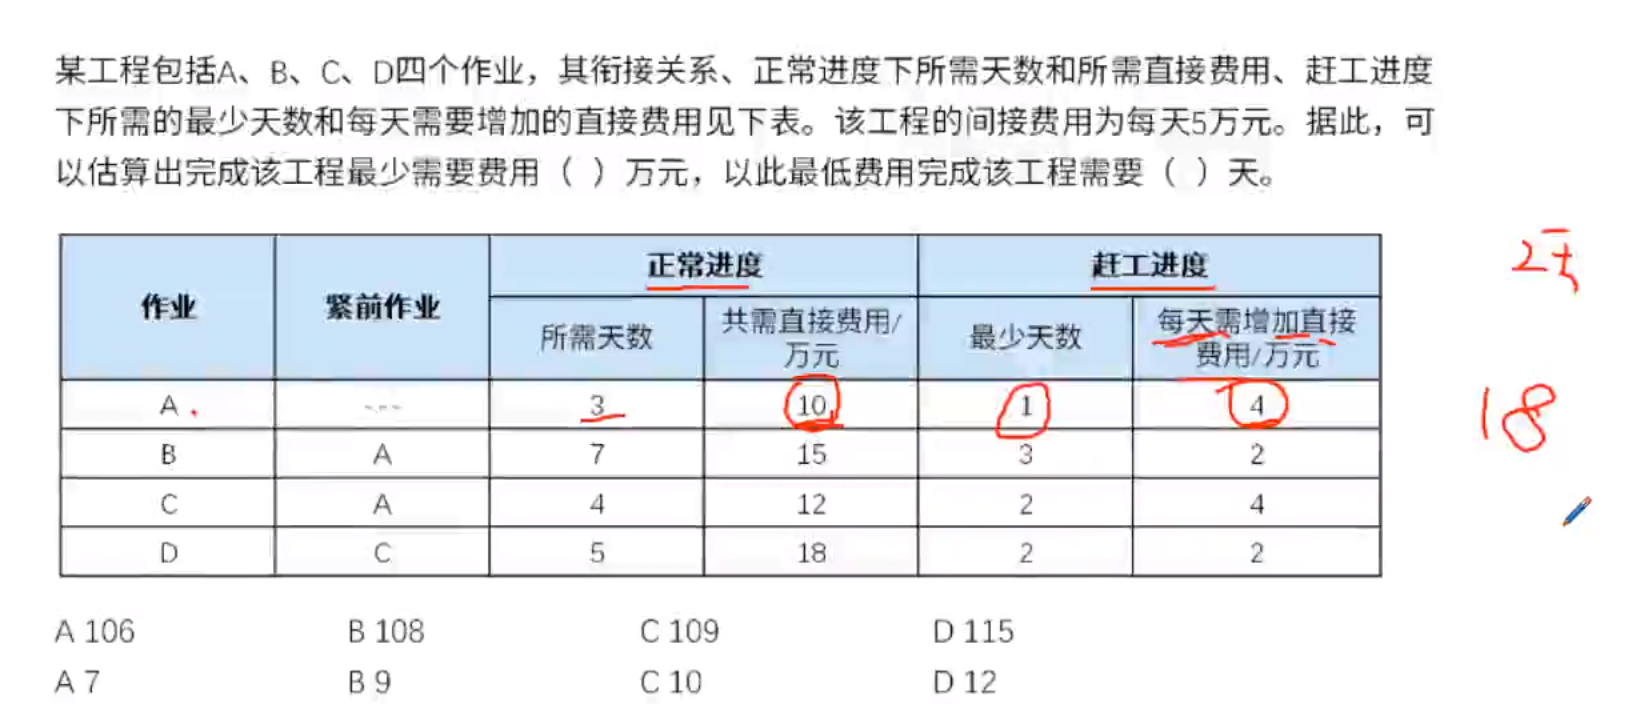 某工程包括A、B、C、D四个作业，其衔接关系、正常进度下所需天数和所需直接费用、赶工进度
下所需的最少天数和每天需要增加的直接费用见下表。该工程的间接费用为每天5万元。据此，可
以估算出完成该工程最少需要费用（ ）万元，以此最低费用完成该工程需要（ ）天。
作业 紧前作业 正常进度 赶工进度
所需天数 共需直接费用/万元 最少天数 每天需增加直接费用/万元
A --- 3 10 1 4
B A 7 15 3 2
C A 4 12 2 4
D C 5 18 2 2
2天
18
A 106 B 108 C 109 D 115
A 7 B 9 C 10 D 12